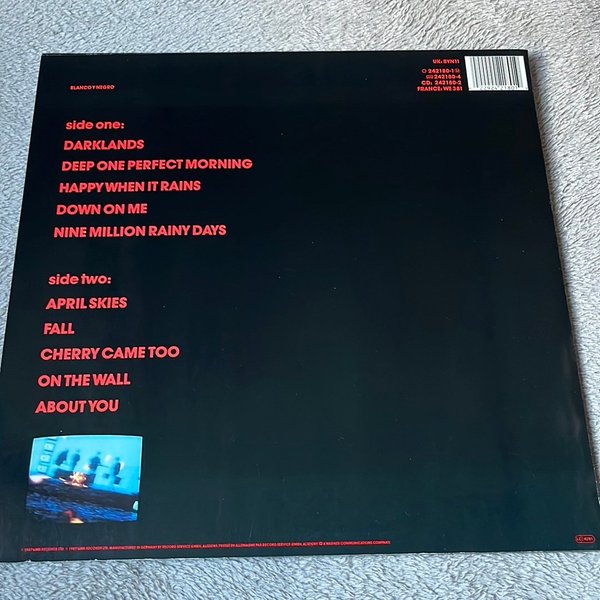 BLANCO Y NEGRO
UK: BYN11
242180-1
242180-4
CD: 242180-2
FRANCE: WE 381
side one:
DARKLANDS
DEEP ONE PERFECT MORNING
HAPPY WHEN IT RAINS
DOWN ON ME
NINE MILLION RAINY DAYS
side two:
APRIL SKIES
FALL
CHERRY CAME TOO
ON THE WALL
ABOUT YOU